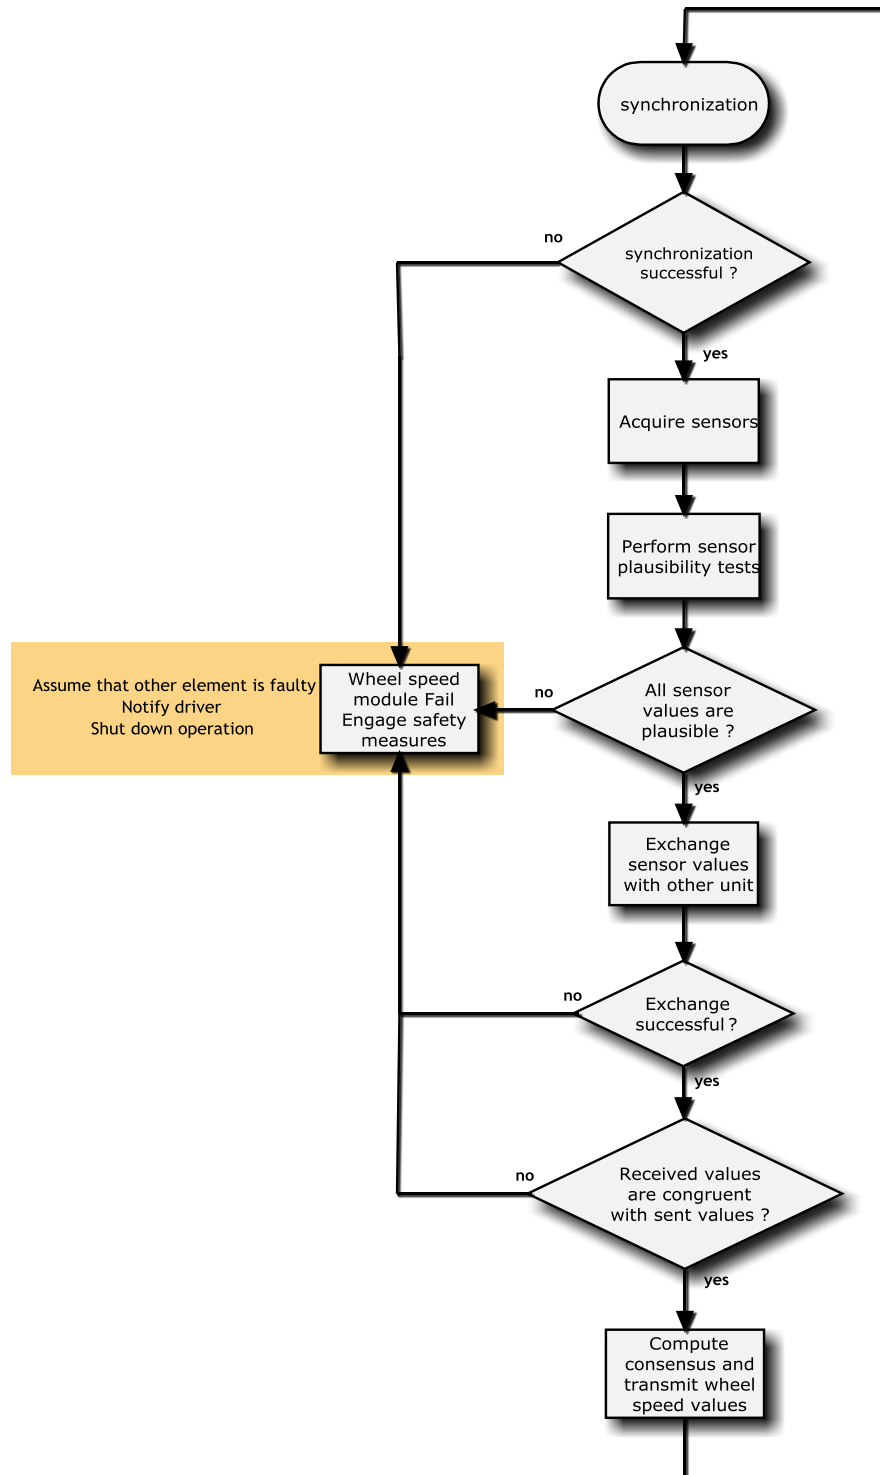 synchronization
no
synchronization
successful ?
yes
Acquire sensors
Perform sensor
plausibility tests
Assume that other element is faulty
Notify driver
Shut down operation
Wheel speed
module Fail
Engage safety
measures
no
All sensor
values are
plausible ?
yes
Exchange
sensor values
with other unit
no
Exchange
successful ?
yes
no
Received values
are congruent
with sent values ?
yes
Compute
consensus and
transmit wheel
speed values